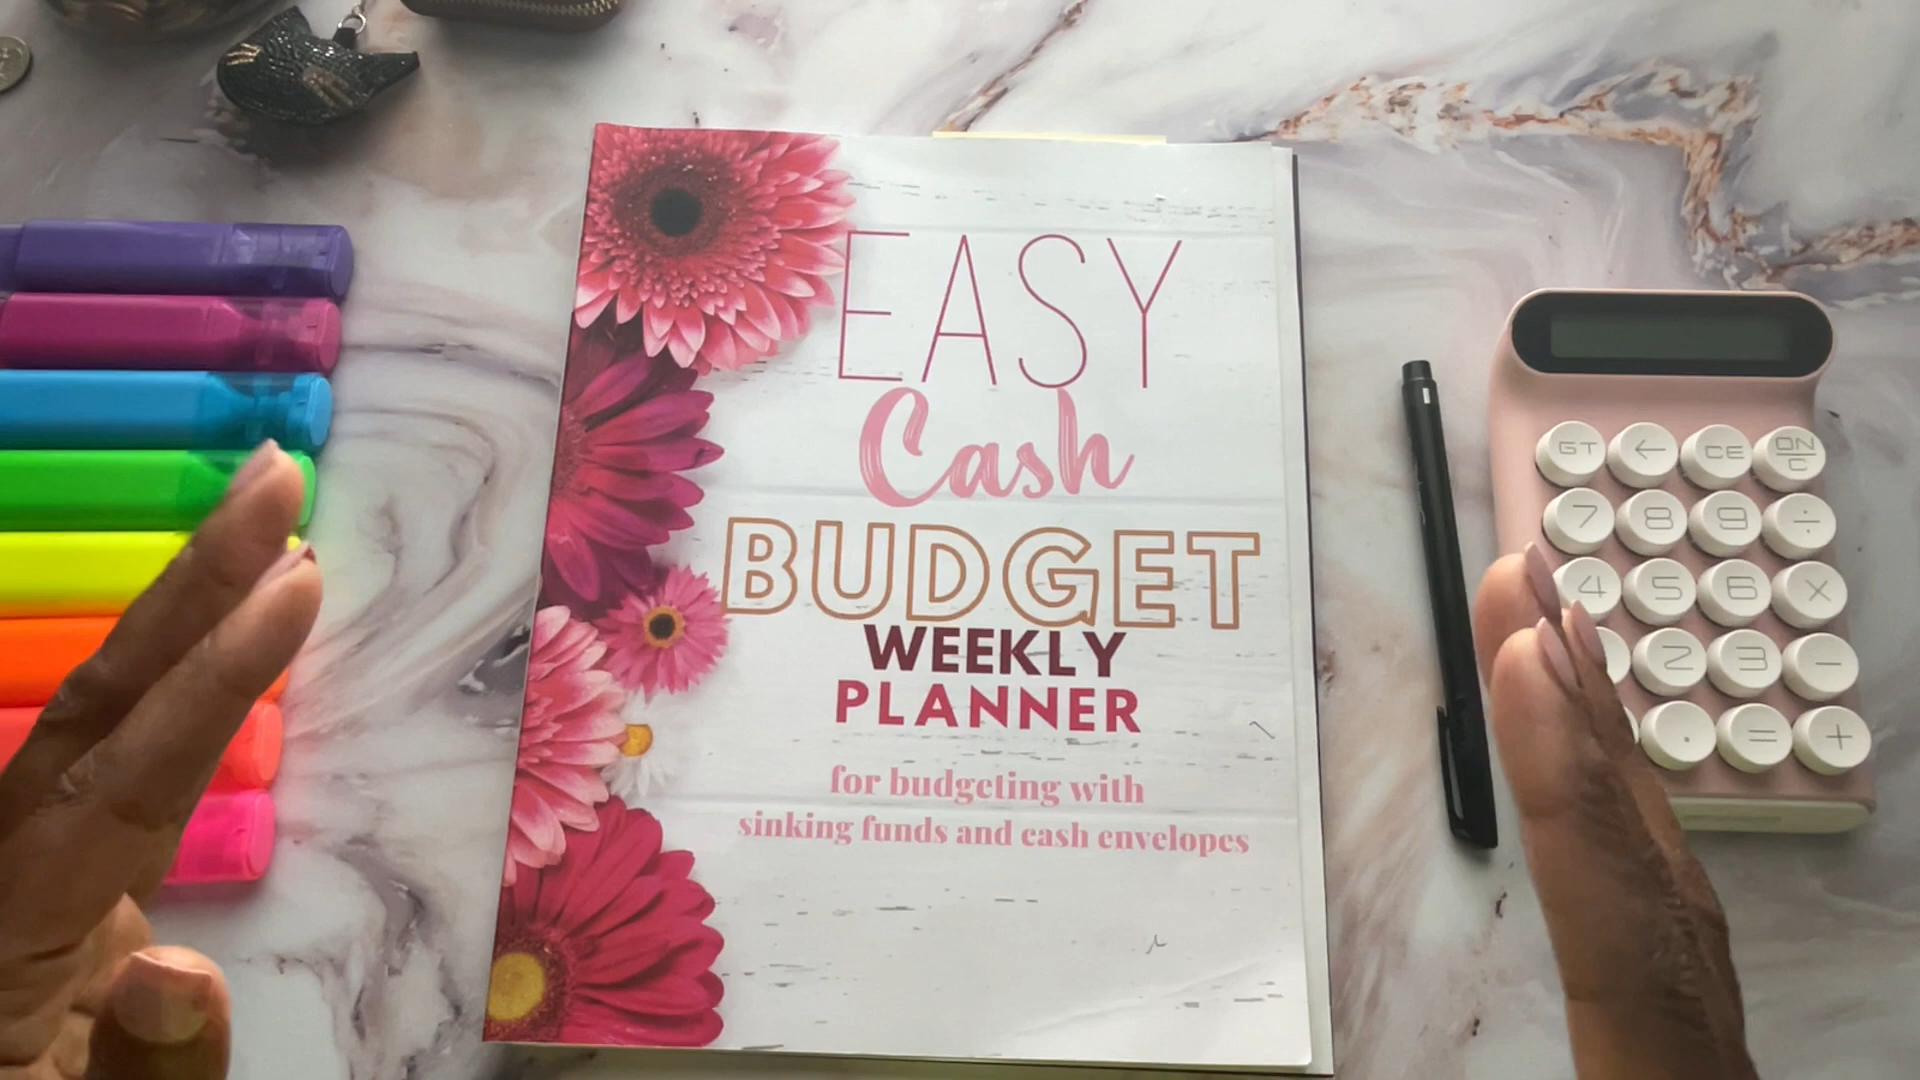 EASY
Cash
BUDGET
WEEKLY
PLANNER
for budgeting with
sinking funds and cash envelopes
GT ← CE ON/C
7 8 9 ÷
4 5 6 ×
2 3 −
. = +